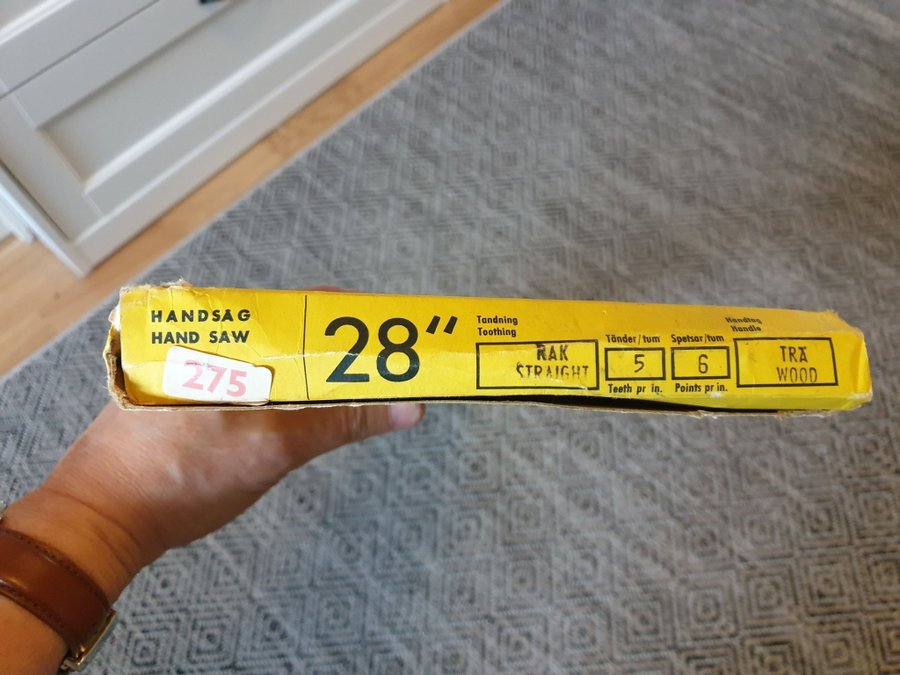 HANDSÅG
HAND SAW
275
28"
Tandning
Toothing
RAK
STRAIGHT
Tänder/tum
5
Teeth pr in.
Spetsar/tum
6
Points pr in.
Handtag
Handle
TRÄ
WOOD